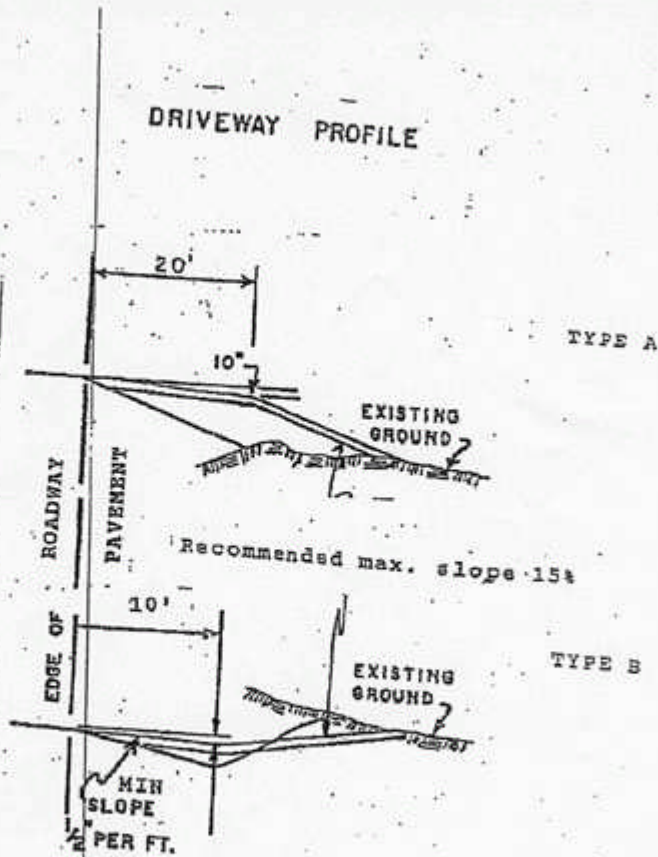 DRIVEWAY PROFILE
20'
TYPE A
10"
EXISTING
GROUND
EDGE OF ROADWAY
PAVEMENT
Recommended max. slope 15%
10'
TYPE B
EXISTING
GROUND
MIN
SLOPE
1/2" PER FT.